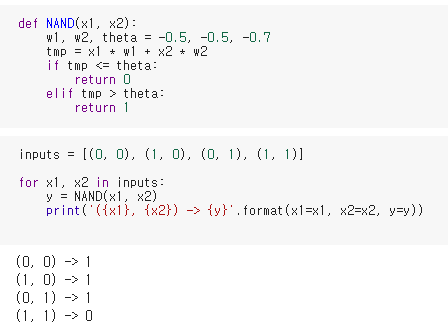 def NAND(x1, x2):
    w1, w2, theta = -0.5, -0.5, -0.7
    tmp = x1 * w1 + x2 * w2
    if tmp <= theta:
        return 0
    elif tmp > theta:
        return 1
inputs = [(0, 0), (1, 0), (0, 1), (1, 1)]
for x1, x2 in inputs:
    y = NAND(x1, x2)
    print('({x1}, {x2}) -> {y}'.format(x1=x1, x2=x2, y=y))
(0, 0) -> 1
(1, 0) -> 1
(0, 1) -> 1
(1, 1) -> 0